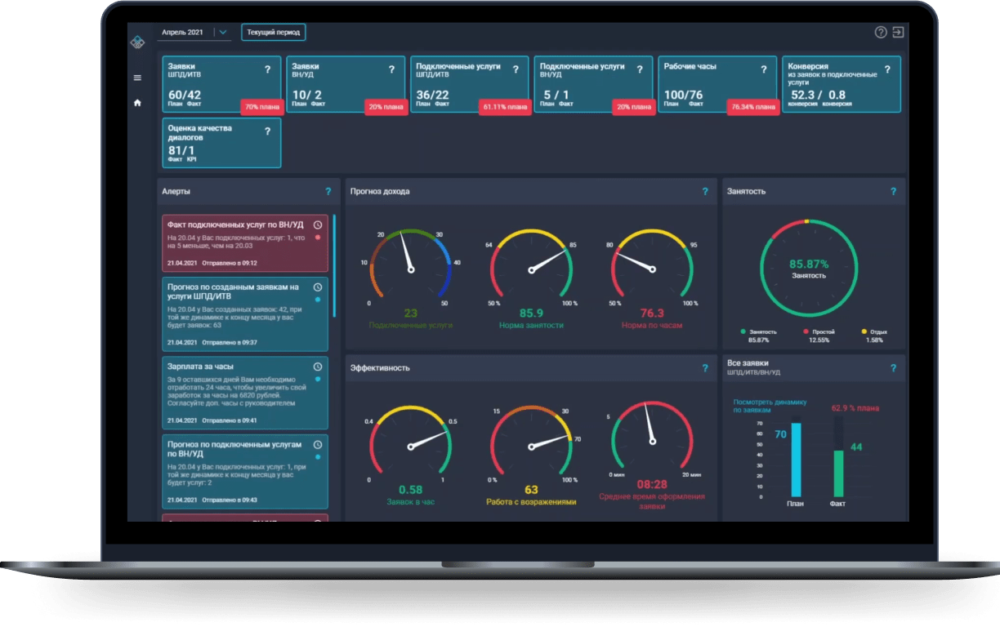 Апрель 2021
Текущий период
Заявки
ШПД/ИТВ
?
60/42
План Факт
70% плана
Заявки
ВН/УД
?
10/ 2
План Факт
20% плана
Подключенные услуги
ШПД/ИТВ
?
36/22
План Факт
61.11% плана
Подключенные услуги
ВН/УД
?
5 / 1
План Факт
20% плана
Рабочие часы
?
100/76
План Факт
76.34% плана
Конверсия
из заявок в подключенные
услуги
?
52.3 / 0.8
конверсия конверсия
Оценка качества
диалогов
?
81/1
Факт KPI
Алерты ?
Факт подключенных услуг по ВН/УД
На 20.04 у Вас подключенных услуг: 1, что
на 5 меньше, чем на 20.03
21.04.2021 Отправлено в 09:12
Прогноз по созданным заявкам на
услуги ШПД/ИТВ
На 20.04 у Вас созданных заявок: 42, при
той же динамике к концу месяца у вас
будет заявок: 63
21.04.2021 Отправлено в 09:37
Зарплата за часы
За 9 оставшихся дней Вам необходимо
отработать 24 часа, чтобы увеличить свой
заработок за часы на 6820 рублей.
Согласуйте доп. часы с руководителем
21.04.2021 Отправлено в 09:41
Прогноз по подключенным услугам
по ВН/УД
На 20.04 у Вас подключенных услуг: 1, при
той же динамике к концу месяца у вас
будет услуг: 2
21.04.2021 Отправлено в 09:43
Прогноз дохода ?
0 10 20 30 40 50
23
Подключенные услуги
50 % 64 85 100 %
85.9
Норма занятости
50 % 80 95 100 %
76.3
Норма по часам
Занятость ?
85.87%
Занятость
Занятость
85.87%
Простой
12.55%
Отдых
1.58%
Эффективность ?
0 0.4 0.5 1
0.58
Заявок в час
0 % 15 30 70 100 %
63
Работа с возражениями
0 мин 5 20 мин
08:28
Среднее время оформления
заявки
Все заявки
ШПД/ИТВ/ВН/УД
?
Посмотреть динамику
по заявкам
62.9 % плана
70
60
50
40
30
20
10
0
70
44
План Факт